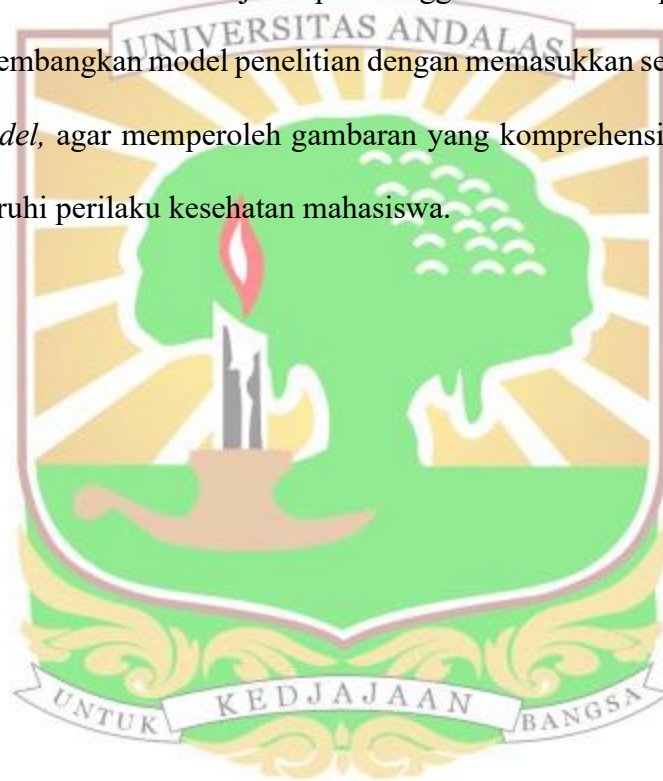 UNIVERSITAS ANDALAS
embangkan model penelitian dengan memasukkan se
del, agar memperoleh gambaran yang komprehensi
ruhi perilaku kesehatan mahasiswa.
UNTUK KEDJAJAAN BANGSA